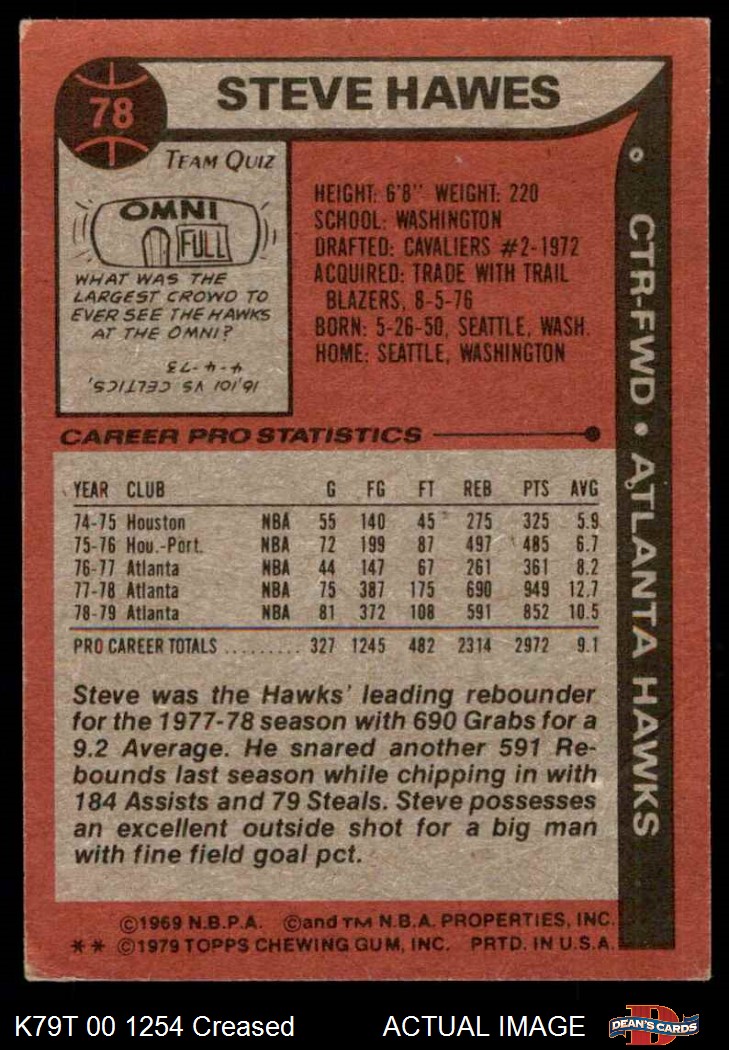 78
STEVE HAWES
TEAM QUIZ
OMNI
FULL
WHAT WAS THE
LARGEST CROWD TO
EVER SEE THE HAWKS
AT THE OMNI?
16,101 VS CELTICS,
4-4-73
HEIGHT: 6'8" WEIGHT: 220
SCHOOL: WASHINGTON
DRAFTED: CAVALIERS #2-1972
ACQUIRED: TRADE WITH TRAIL
BLAZERS, 8-5-76
BORN: 5-26-50, SEATTLE, WASH.
HOME: SEATTLE, WASHINGTON
CTR-FWD • ATLANTA HAWKS
CAREER PRO STATISTICS
YEAR CLUB G FG FT REB PTS AVG
74-75 Houston NBA 55 140 45 275 325 5.9
75-76 Hou.-Port. NBA 72 199 87 497 485 6.7
76-77 Atlanta NBA 44 147 67 261 361 8.2
77-78 Atlanta NBA 75 387 175 690 949 12.7
78-79 Atlanta NBA 81 372 108 591 852 10.5
PRO CAREER TOTALS ......... 327 1245 482 2314 2972 9.1
Steve was the Hawks' leading rebounder
for the 1977-78 season with 690 Grabs for a
9.2 Average. He snared another 591 Re-
bounds last season while chipping in with
184 Assists and 79 Steals. Steve possesses
an excellent outside shot for a big man
with fine field goal pct.
©1969 N.B.P.A. ©and TM N.B.A. PROPERTIES, INC.
** ©1979 TOPPS CHEWING GUM, INC. PRTD. IN U.S.A.
K79T 00 1254 Creased ACTUAL IMAGE
D
DEAN'S CARDS